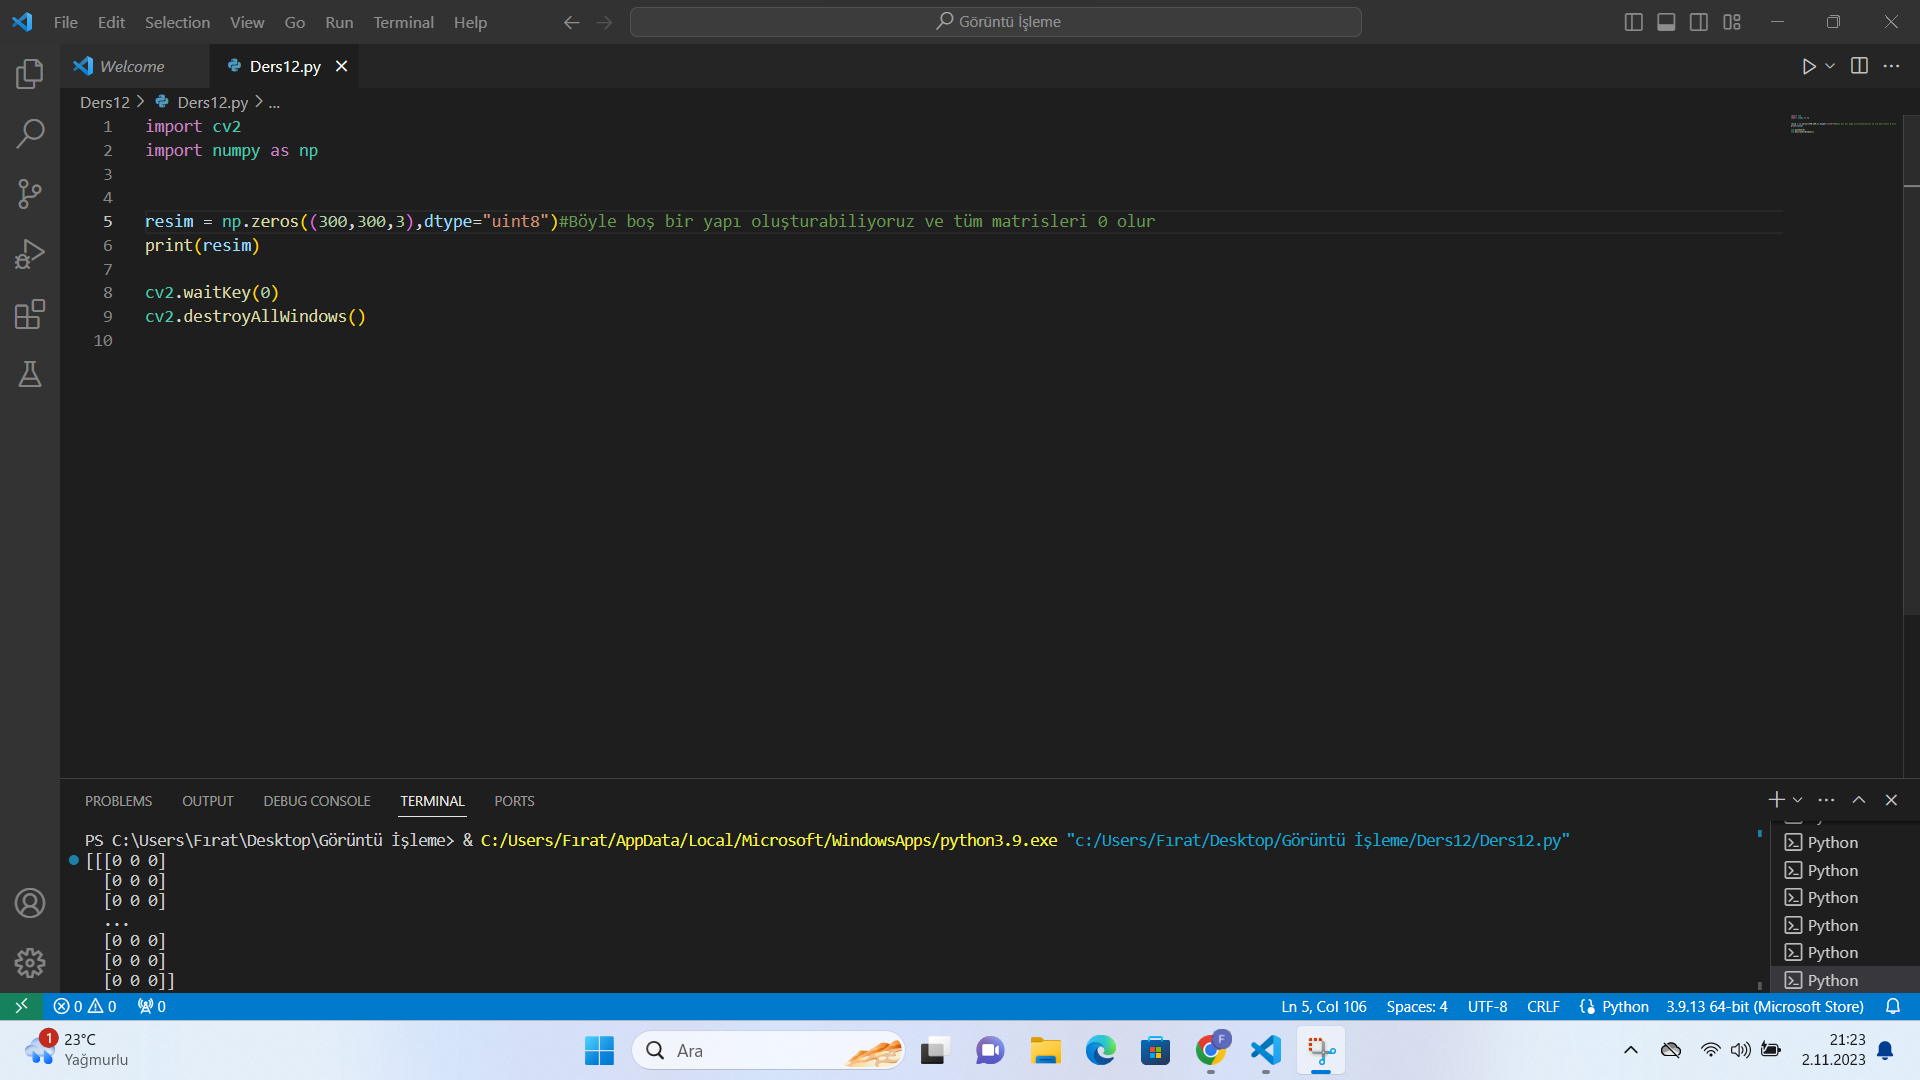 File Edit Selection View Go Run Terminal Help
Görüntü İşleme
Welcome
Ders12.py
Ders12 > Ders12.py > ...
1 import cv2
2 import numpy as np
3
4
5 resim = np.zeros((300,300,3),dtype="uint8")#Böyle boş bir yapı oluşturabiliyoruz ve tüm matrisleri 0 olur
6 print(resim)
7
8 cv2.waitKey(0)
9 cv2.destroyAllWindows()
10
PROBLEMS OUTPUT DEBUG CONSOLE TERMINAL PORTS
PS C:\Users\Fırat\Desktop\Görüntü İşleme> & C:/Users/Fırat/AppData/Local/Microsoft/WindowsApps/python3.9.exe "c:/Users/Fırat/Desktop/Görüntü İşleme/Ders12/Ders12.py"
[[[0 0 0]
[0 0 0]
[0 0 0]
...
[0 0 0]
[0 0 0]
[0 0 0]]
Python
Python
Python
Python
Python
Python
0 0 0
Ln 5, Col 106 Spaces: 4 UTF-8 CRLF Python 3.9.13 64-bit (Microsoft Store)
1
23°C
Yağmurlu
Ara
F
21:23
2.11.2023